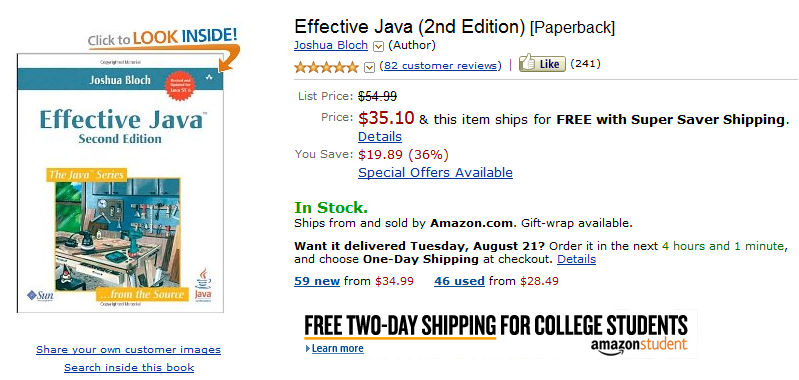 Click to LOOK INSIDE!
Joshua Bloch
Revised and
Updated for
Java SE 6
Effective Java™
Second Edition
The Java™ Series
Sun
...from the Source
Java
Copyrighted Material
Share your own customer images
Search inside this book
Effective Java (2nd Edition) [Paperback]
Joshua Bloch (Author)
(82 customer reviews) | Like (241)
List Price: $54.99
Price: $35.10 & this item ships for FREE with Super Saver Shipping.
Details
You Save: $19.89 (36%)
Special Offers Available
In Stock.
Ships from and sold by Amazon.com. Gift-wrap available.
Want it delivered Tuesday, August 21? Order it in the next 4 hours and 1 minute,
and choose One-Day Shipping at checkout. Details
59 new from $34.99 46 used from $28.49
FREE TWO-DAY SHIPPING FOR COLLEGE STUDENTS
Learn more
amazonstudent